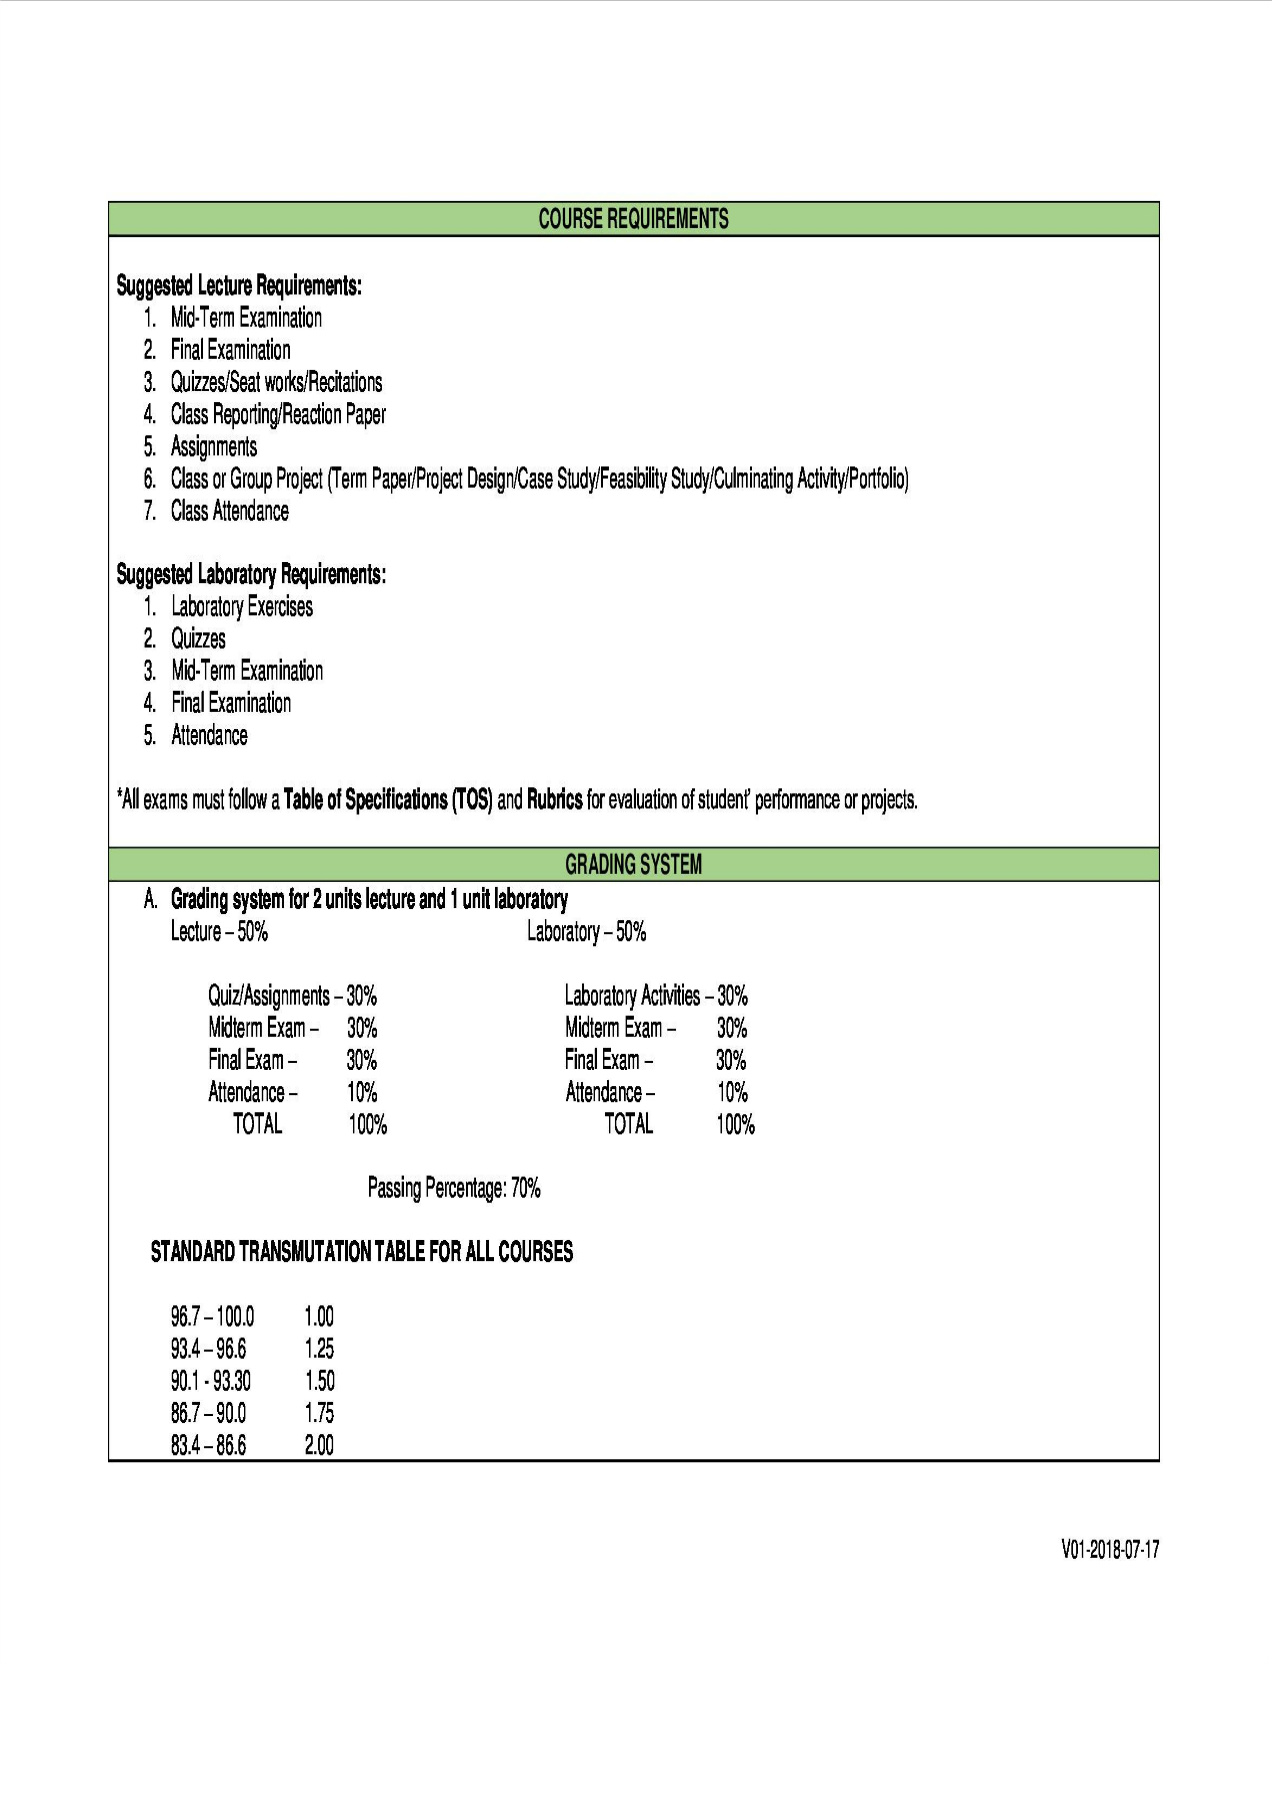 COURSE REQUIREMENTS
Suggested Lecture Requirements:
1. Mid-Term Examination
2. Final Examination
3. Quizzes/Seat works/Recitations
4. Class Reporting/Reaction Paper
5. Assignments
6. Class or Group Project (Term Paper/Project Design/Case Study/Feasibility Study/Culminating Activity/Portfolio)
7. Class Attendance
Suggested Laboratory Requirements:
1. Laboratory Exercises
2. Quizzes
3. Mid-Term Examination
4. Final Examination
5. Attendance
*All exams must follow a Table of Specifications (TOS) and Rubrics for evaluation of student' performance or projects.
GRADING SYSTEM
A. Grading system for 2 units lecture and 1 unit laboratory
Lecture – 50% Laboratory – 50%
Quiz/Assignments – 30% Laboratory Activities – 30%
Midterm Exam – 30% Midterm Exam – 30%
Final Exam – 30% Final Exam – 30%
Attendance – 10% Attendance – 10%
TOTAL 100% TOTAL 100%
Passing Percentage: 70%
STANDARD TRANSMUTATION TABLE FOR ALL COURSES
96.7 – 100.0 1.00
93.4 – 96.6 1.25
90.1 - 93.30 1.50
86.7 – 90.0 1.75
83.4 – 86.6 2.00
V01-2018-07-17